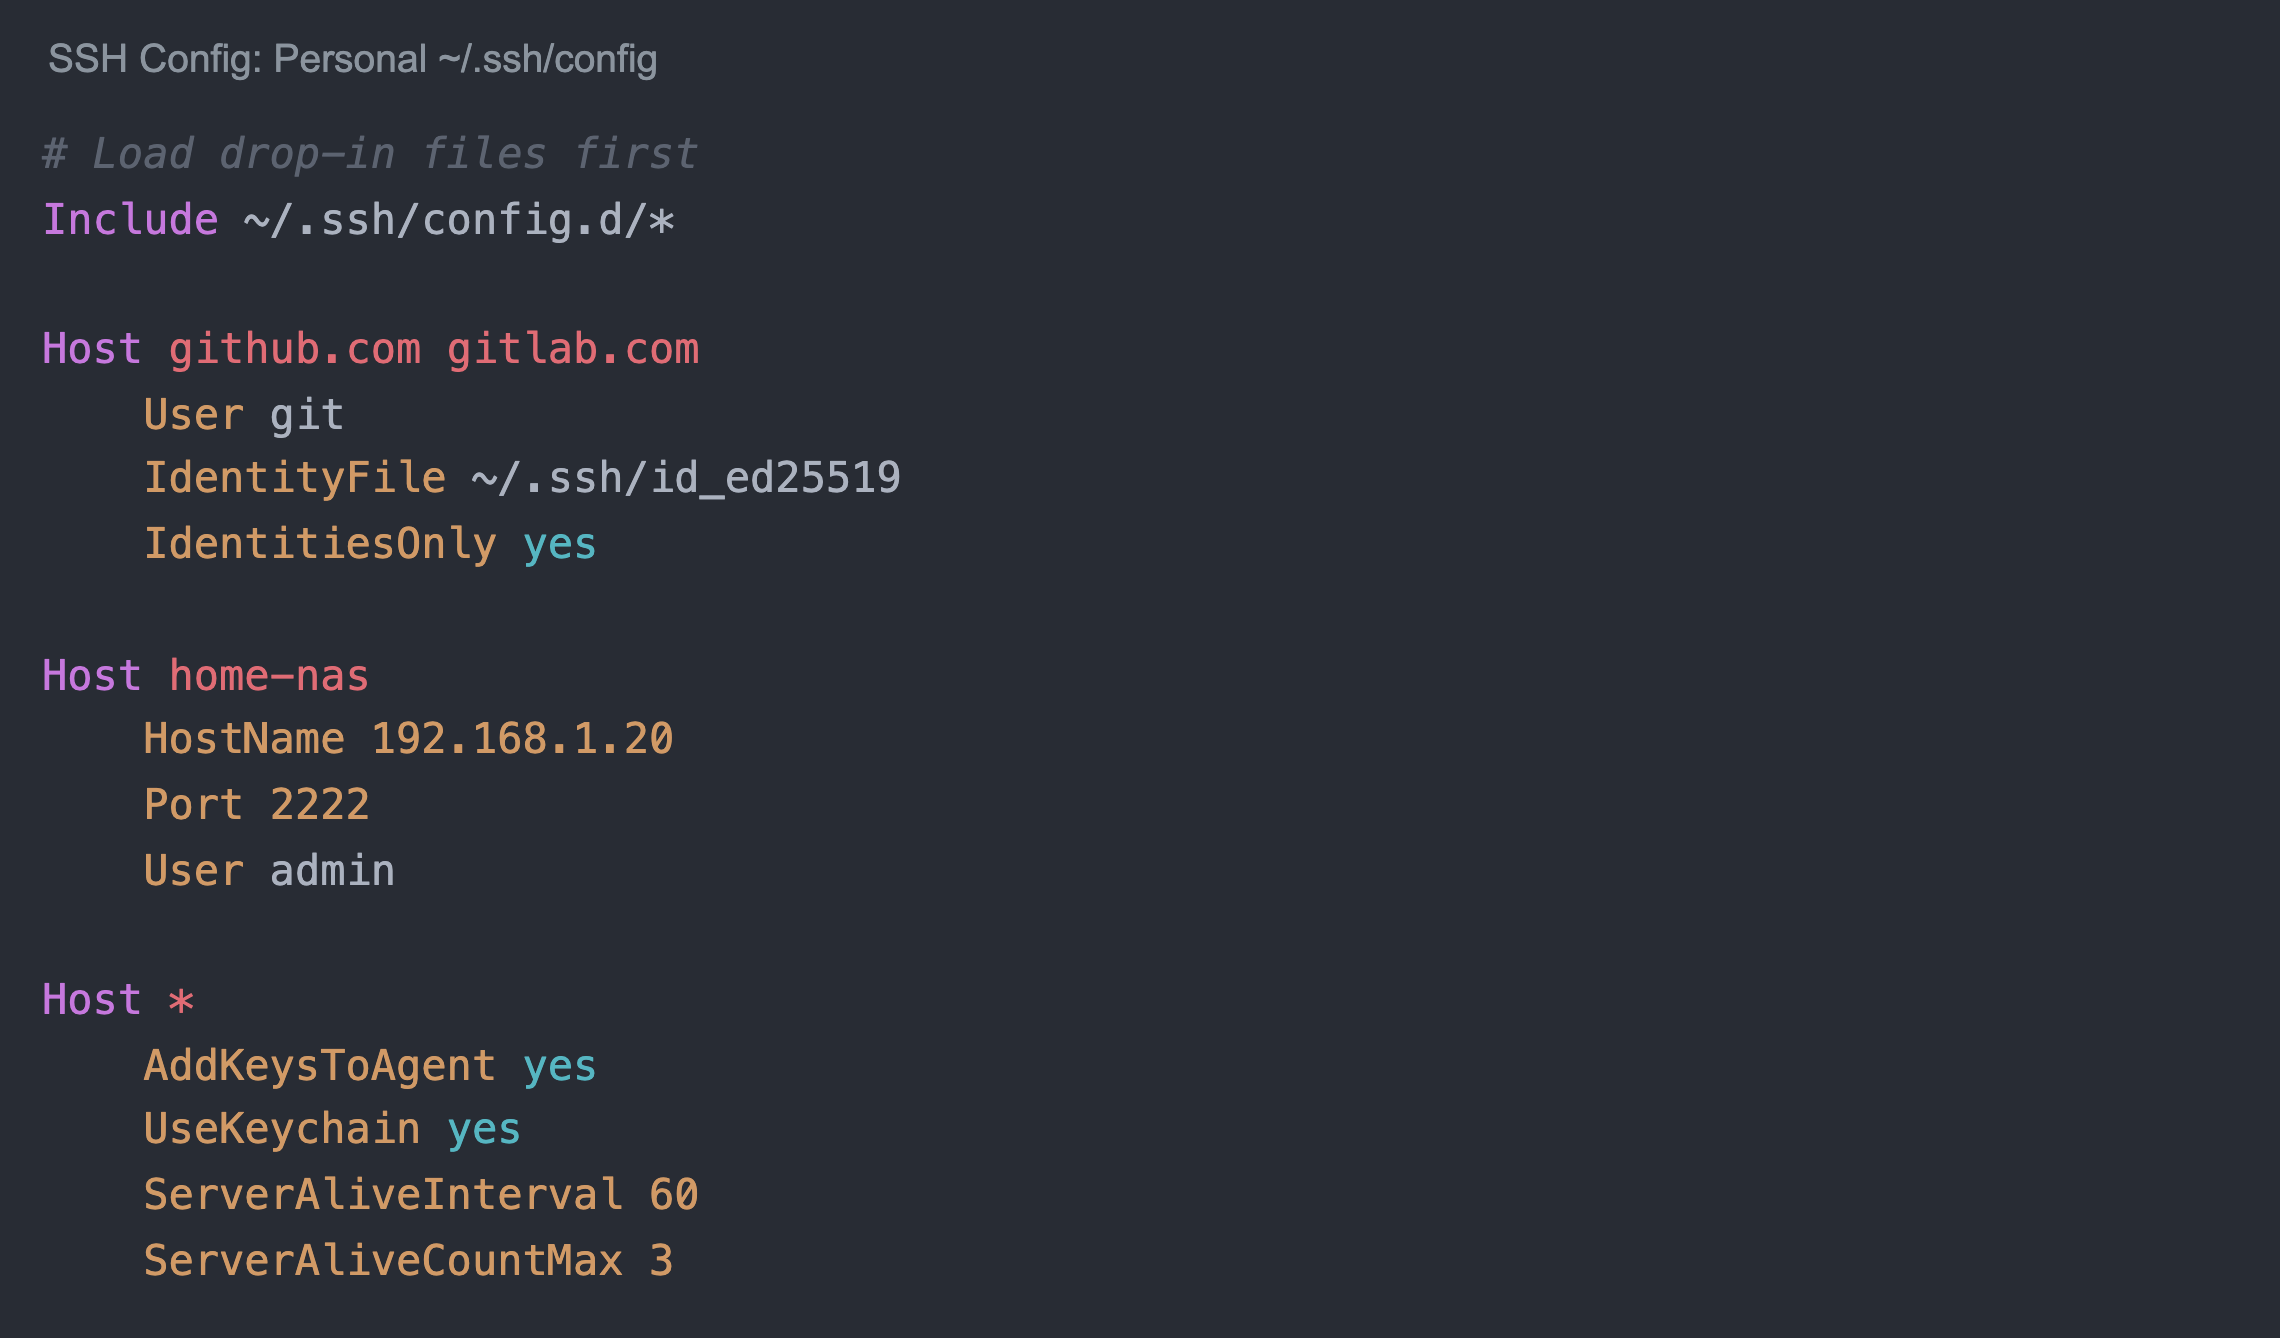 SSH Config: Personal ~/.ssh/config
# Load drop-in files first
Include ~/.ssh/config.d/*
Host github.com gitlab.com
    User git
    IdentityFile ~/.ssh/id_ed25519
    IdentitiesOnly yes
Host home-nas
    HostName 192.168.1.20
    Port 2222
    User admin
Host *
    AddKeysToAgent yes
    UseKeychain yes
    ServerAliveInterval 60
    ServerAliveCountMax 3